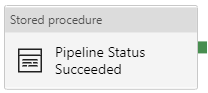 Stored procedure
Pipeline Status
Succeeded